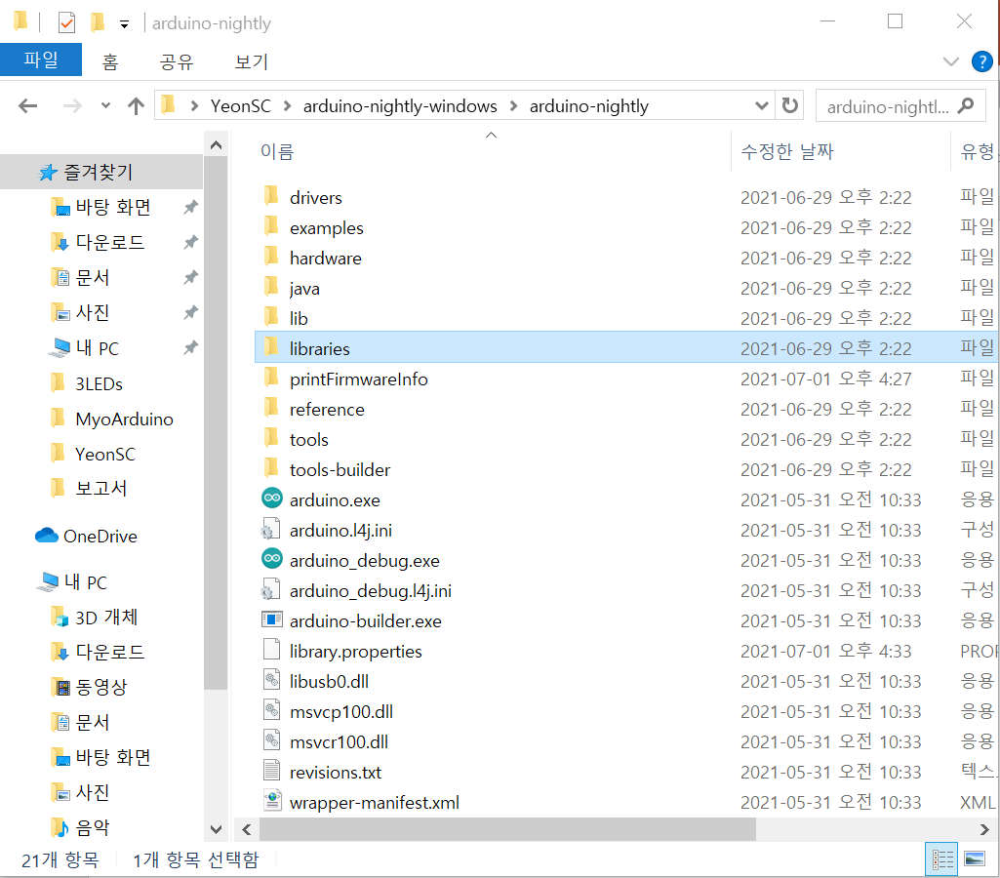 arduino-nightly
파일 홈 공유 보기
YeonSC arduino-nightly-windows arduino-nightly arduino-nightl...
즐겨찾기
바탕 화면
다운로드
문서
사진
내 PC
3LEDs
MyoArduino
YeonSC
보고서
OneDrive
내 PC
3D 개체
다운로드
동영상
문서
바탕 화면
사진
음악
이름 수정한 날짜 유형
drivers 2021-06-29 오후 2:22 파일
examples 2021-06-29 오후 2:22 파일
hardware 2021-06-29 오후 2:22 파일
java 2021-06-29 오후 2:22 파일
lib 2021-06-29 오후 2:22 파일
libraries 2021-06-29 오후 2:22 파일
printFirmwareInfo 2021-07-01 오후 4:27 파일
reference 2021-06-29 오후 2:22 파일
tools 2021-06-29 오후 2:22 파일
tools-builder 2021-06-29 오후 2:22 파일
arduino.exe 2021-05-31 오전 10:33 응용
arduino.l4j.ini 2021-05-31 오전 10:33 구성
arduino_debug.exe 2021-05-31 오전 10:33 응용
arduino_debug.l4j.ini 2021-05-31 오전 10:33 구성
arduino-builder.exe 2021-05-31 오전 10:33 응용
library.properties 2021-07-01 오후 4:33 PROP
libusb0.dll 2021-05-31 오전 10:33 응용
msvcp100.dll 2021-05-31 오전 10:33 응용
msvcr100.dll 2021-05-31 오전 10:33 응용
revisions.txt 2021-05-31 오전 10:33 텍스
wrapper-manifest.xml 2021-05-31 오전 10:33 XML
21개 항목 1개 항목 선택함